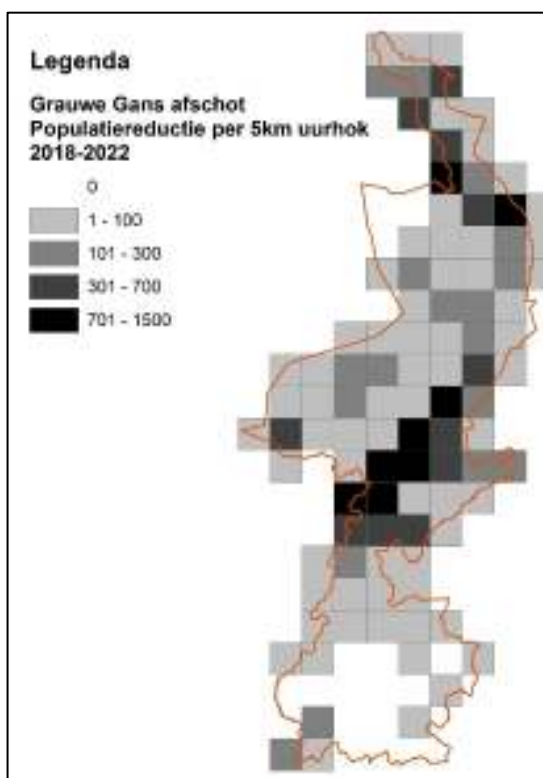 Legenda
Grauwe Gans afschot
Populatiereductie per 5km uurhok
2018-2022
0
1 - 100
101 - 300
301 - 700
701 - 1500